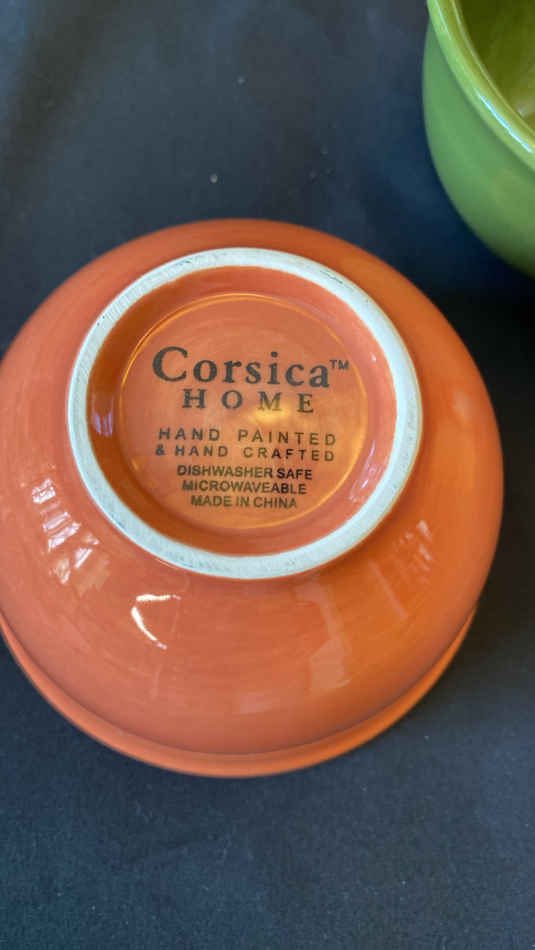 Corsica™
HOME
HAND PAINTED
& HAND CRAFTED
DISHWASHER SAFE
MICROWAVEABLE
MADE IN CHINA